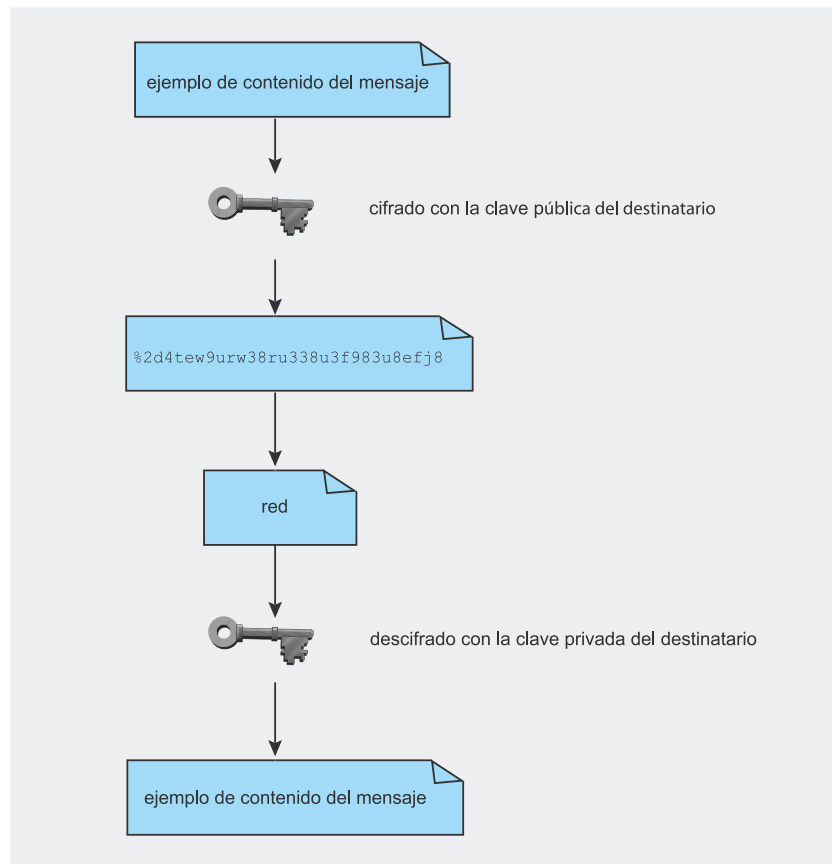 ejemplo de contenido del mensaje
cifrado con la clave pública del destinatario
%2d4tew9urw38ru338u3f983u8efj8
red
descifrado con la clave privada del destinatario
ejemplo de contenido del mensaje